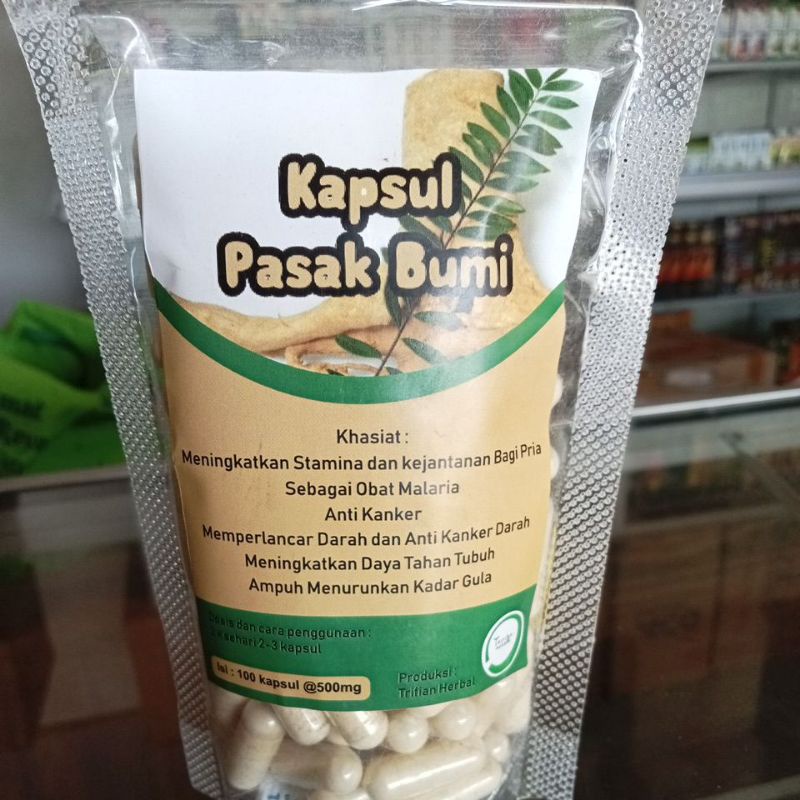 Kapsul
Pasak Bumi
Khasiat :
Meningkatkan Stamina dan kejantanan Bagi Pria
Sebagai Obat Malaria
Anti Kanker
Memperlancar Darah dan Anti Kanker Darah
Meningkatkan Daya Tahan Tubuh
Ampuh Menurunkan Kadar Gula
Dosis dan cara penggunaan :
sehari 2-3 kapsul
Isi : 100 kapsul @500mg
Produksi :
Trifian Herbal